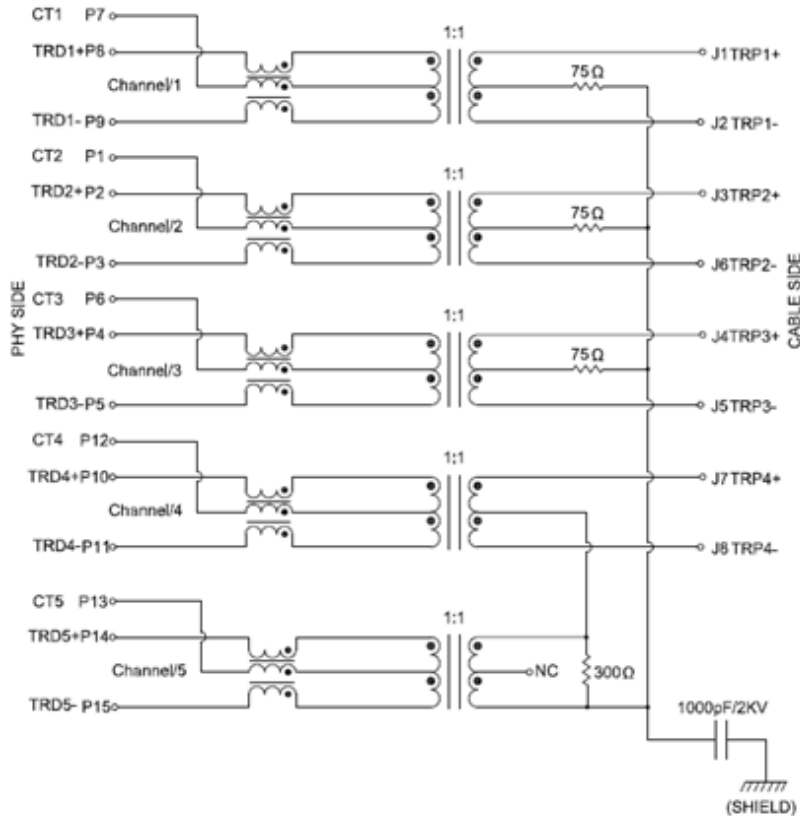 CT1 P7
1:1
TRD1+P8
J1TRP1+
75Ω
Channel/1
TRD1- P9
J2 TRP1-
CT2 P1
1:1
TRD2+P2
J3TRP2+
75Ω
Channel/2
TRD2-P3
J6TRP2-
PHY SIDE
CABLE SIDE
CT3 P6
1:1
TRD3+P4
J4TRP3+
75Ω
Channel/3
TRD3-P5
J5TRP3-
CT4 P12
1:1
TRD4+P10
J7TRP4+
Channel/4
TRD4-P11
J8 TRP4-
CT5 P13
1:1
TRD5+P14
Channel/5
NC
300Ω
TRD5- P15
1000pF/2KV
(SHIELD)